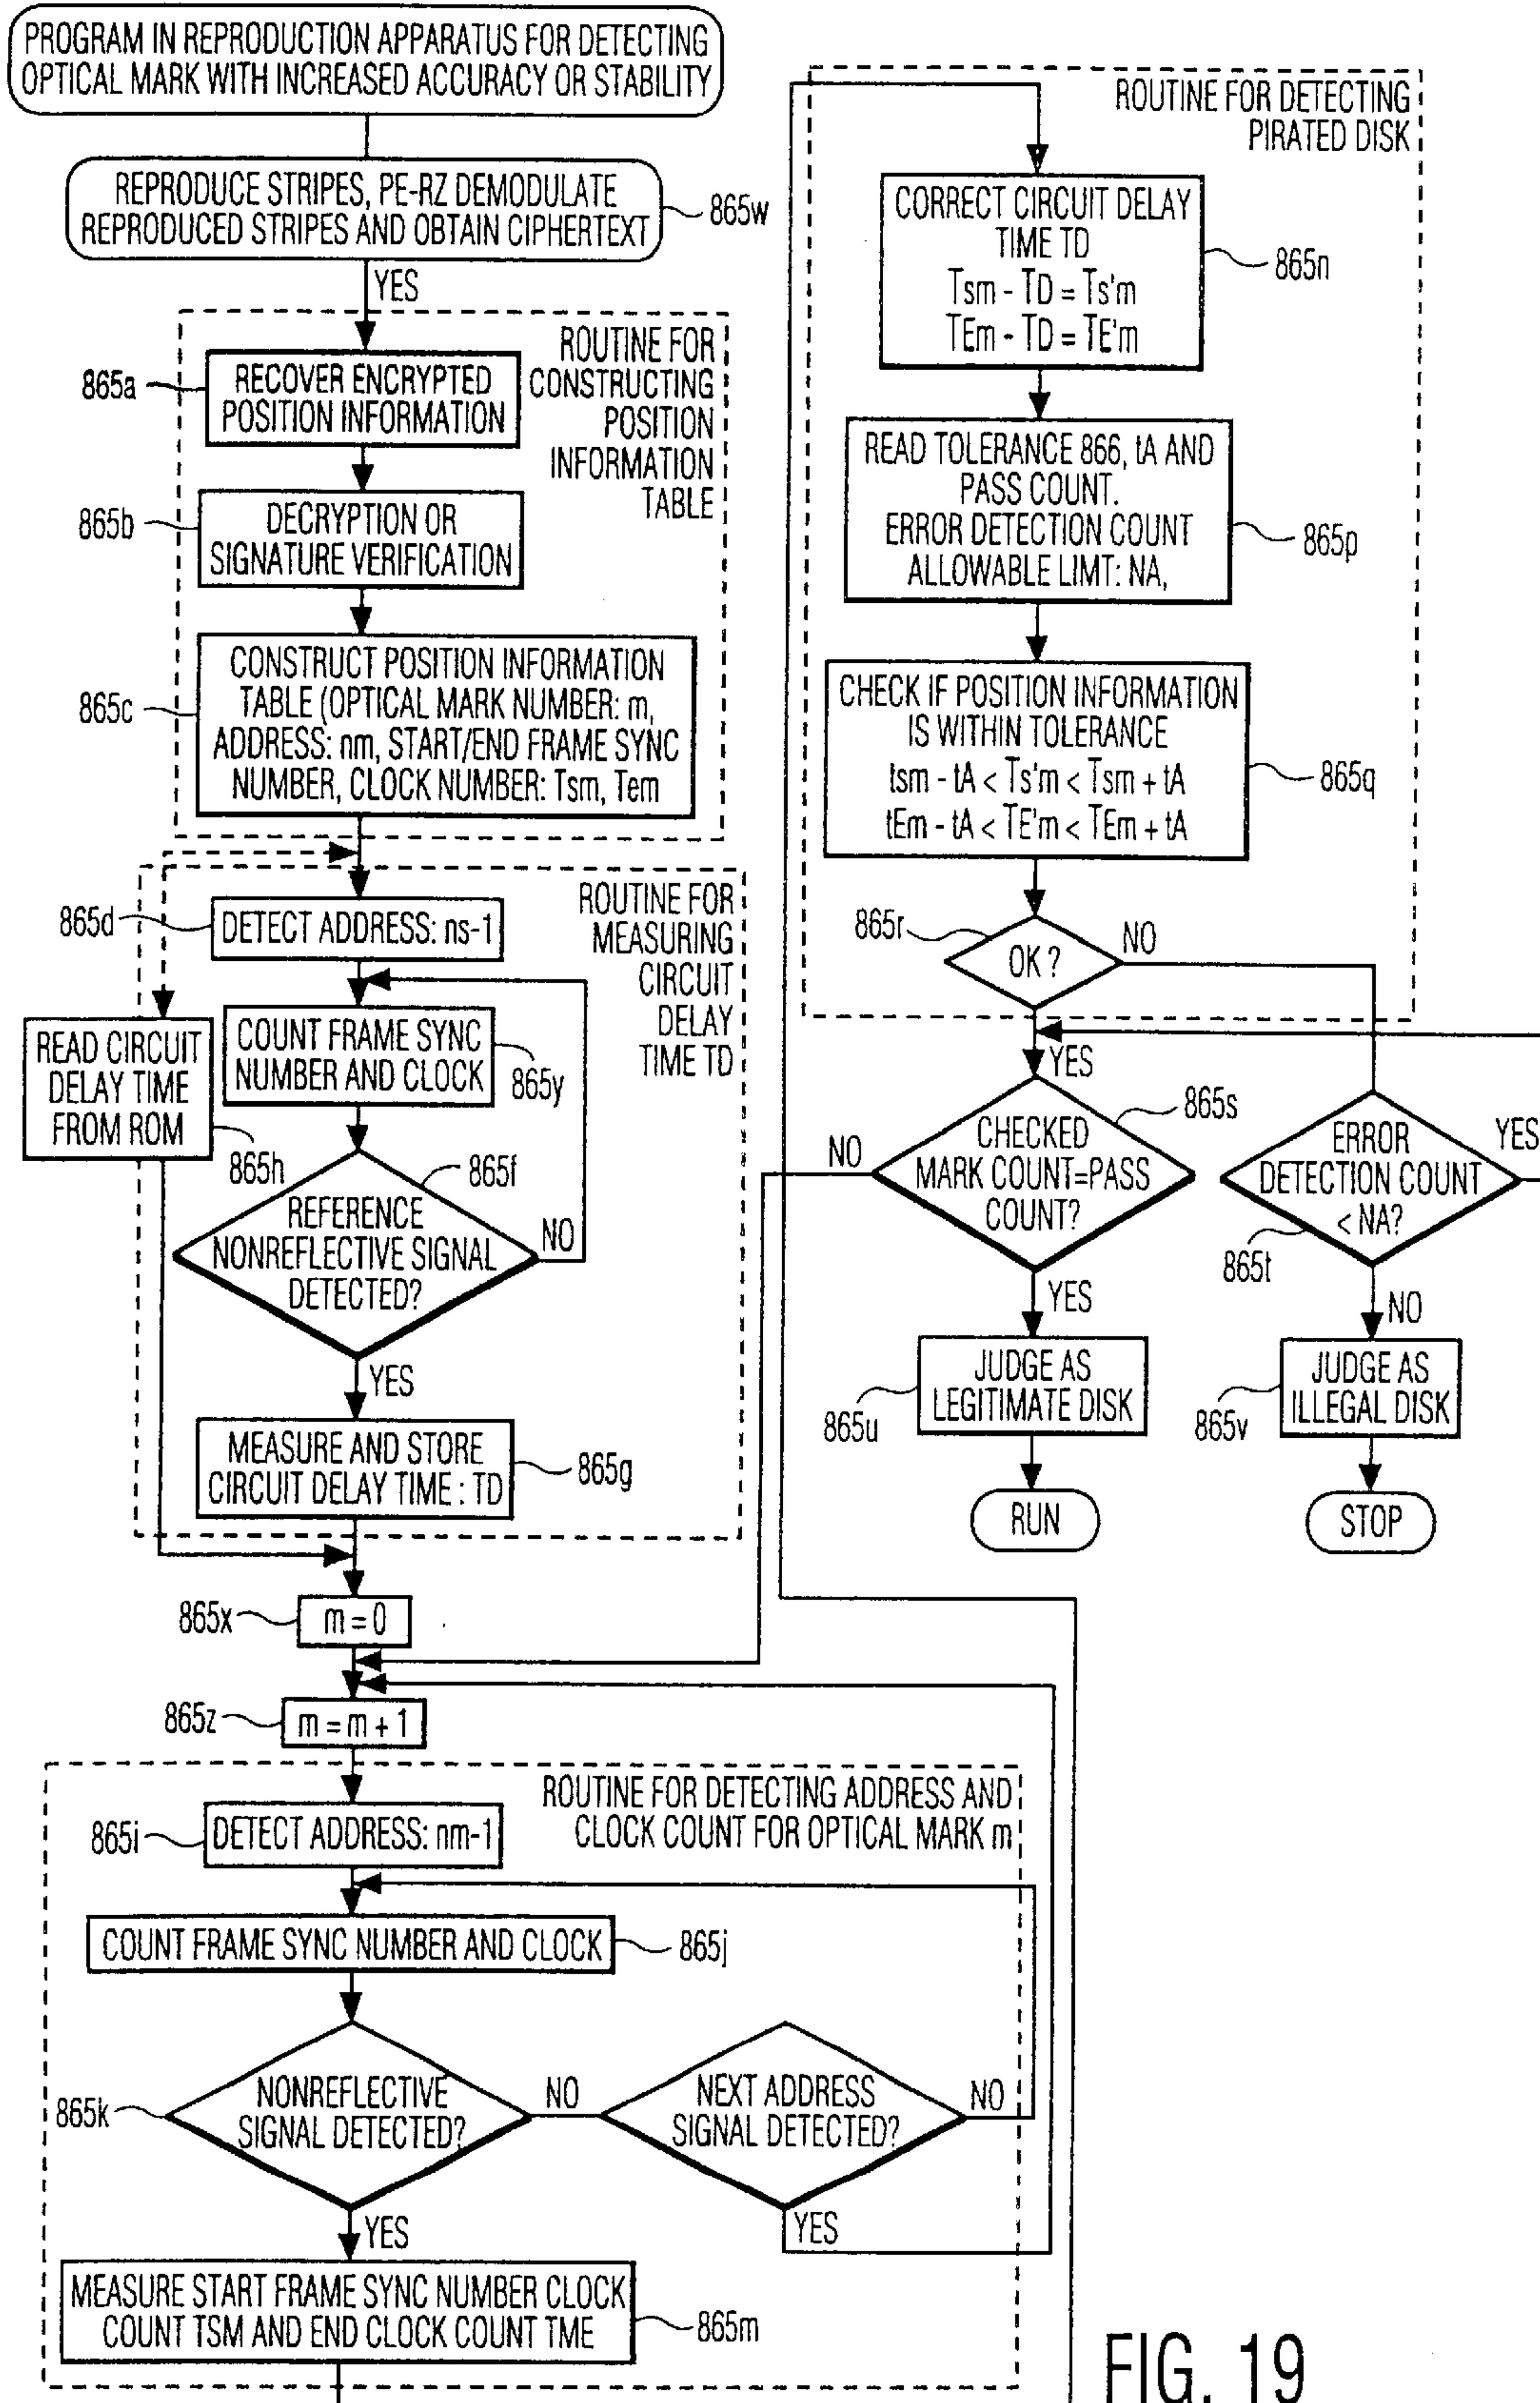 PROGRAM IN REPRODUCTION APPARATUS FOR DETECTING
OPTICAL MARK WITH INCREASED ACCURACY OR STABILITY
REPRODUCE STRIPES, PE-RZ DEMODULATE
REPRODUCED STRIPES AND OBTAIN CIPHERTEXT
865w
YES
ROUTINE FOR
CONSTRUCTING
POSITION
INFORMATION
TABLE
865a
RECOVER ENCRYPTED
POSITION INFORMATION
865b
DECRYPTION OR
SIGNATURE VERIFICATION
865c
CONSTRUCT POSITION INFORMATION
TABLE (OPTICAL MARK NUMBER: m,
ADDRESS: nm, START/END FRAME SYNC
NUMBER, CLOCK NUMBER: Tsm, Tem
ROUTINE FOR
MEASURING
CIRCUIT
DELAY
TIME TD
865d
DETECT ADDRESS: ns-1
COUNT FRAME SYNC
NUMBER AND CLOCK
865y
READ CIRCUIT
DELAY TIME
FROM ROM
865h
865f
REFERENCE
NONREFLECTIVE SIGNAL
DETECTED?
NO
YES
MEASURE AND STORE
CIRCUIT DELAY TIME : TD
865g
865x
m = 0
865z
m = m + 1
ROUTINE FOR DETECTING ADDRESS AND
CLOCK COUNT FOR OPTICAL MARK m
865i
DETECT ADDRESS: nm-1
COUNT FRAME SYNC NUMBER AND CLOCK
865j
865k
NONREFLECTIVE
SIGNAL DETECTED?
NO
NEXT ADDRESS
SIGNAL DETECTED?
NO
YES
YES
MEASURE START FRAME SYNC NUMBER CLOCK
COUNT TSM AND END CLOCK COUNT TME
865m
ROUTINE FOR DETECTING
PIRATED DISK
CORRECT CIRCUIT DELAY
TIME TD
Tsm - TD = Ts'm
TEm - TD = TE'm
865n
READ TOLERANCE 866, tA AND
PASS COUNT.
ERROR DETECTION COUNT
ALLOWABLE LIMT: NA,
865p
CHECK IF POSITION INFORMATION
IS WITHIN TOLERANCE
tsm - tA < Ts'm < Tsm + tA
tEm - tA < TE'm < TEm + tA
865q
865r
OK ?
NO
YES
865s
CHECKED
MARK COUNT=PASS
COUNT?
NO
YES
ERROR
DETECTION COUNT
< NA?
865t
YES
NO
JUDGE AS
LEGITIMATE DISK
865u
JUDGE AS
ILLEGAL DISK
865v
RUN
STOP
FIG. 19